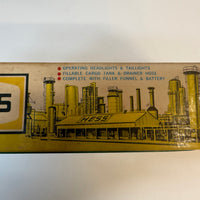 • OPERATING HEADLIGHTS & TAILLIGHTS
• FILLABLE CARGO TANK & DRAINER HOSE
• COMPLETE WITH FILLER FUNNEL & BATTERY
S
HESS